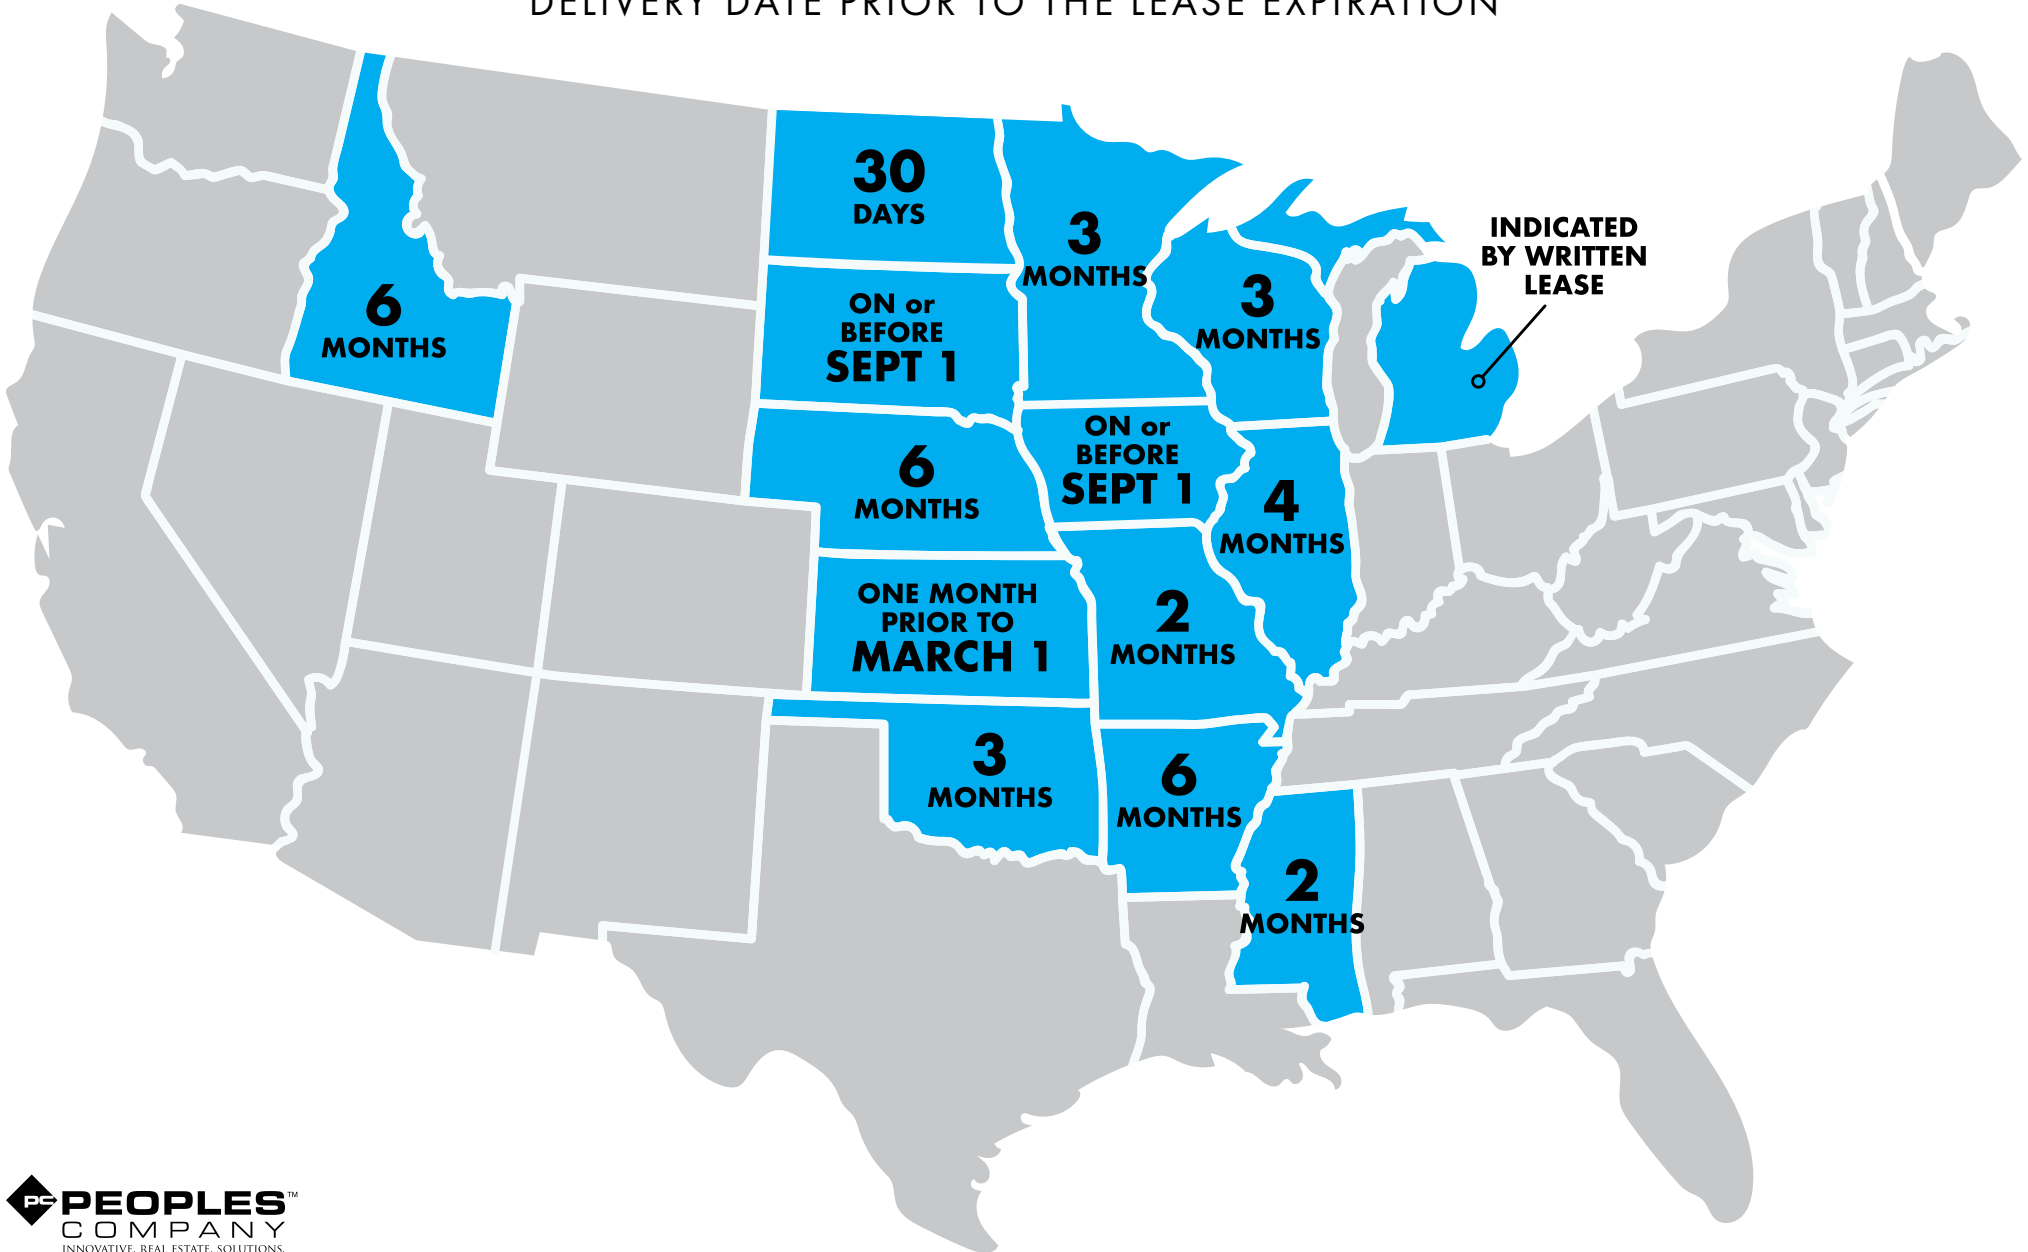 DELIVERY DATE PRIOR TO THE LEASE EXPIRATION
30
DAYS
3
MONTHS
INDICATED
BY WRITTEN
LEASE
6
MONTHS
ON or
BEFORE
SEPT 1
3
MONTHS
6
MONTHS
ON or
BEFORE
SEPT 1
4
MONTHS
ONE MONTH
PRIOR TO
MARCH 1
2
MONTHS
3
MONTHS
6
MONTHS
2
MONTHS
PC PEOPLES™
COMPANY
INNOVATIVE. REAL ESTATE. SOLUTIONS.